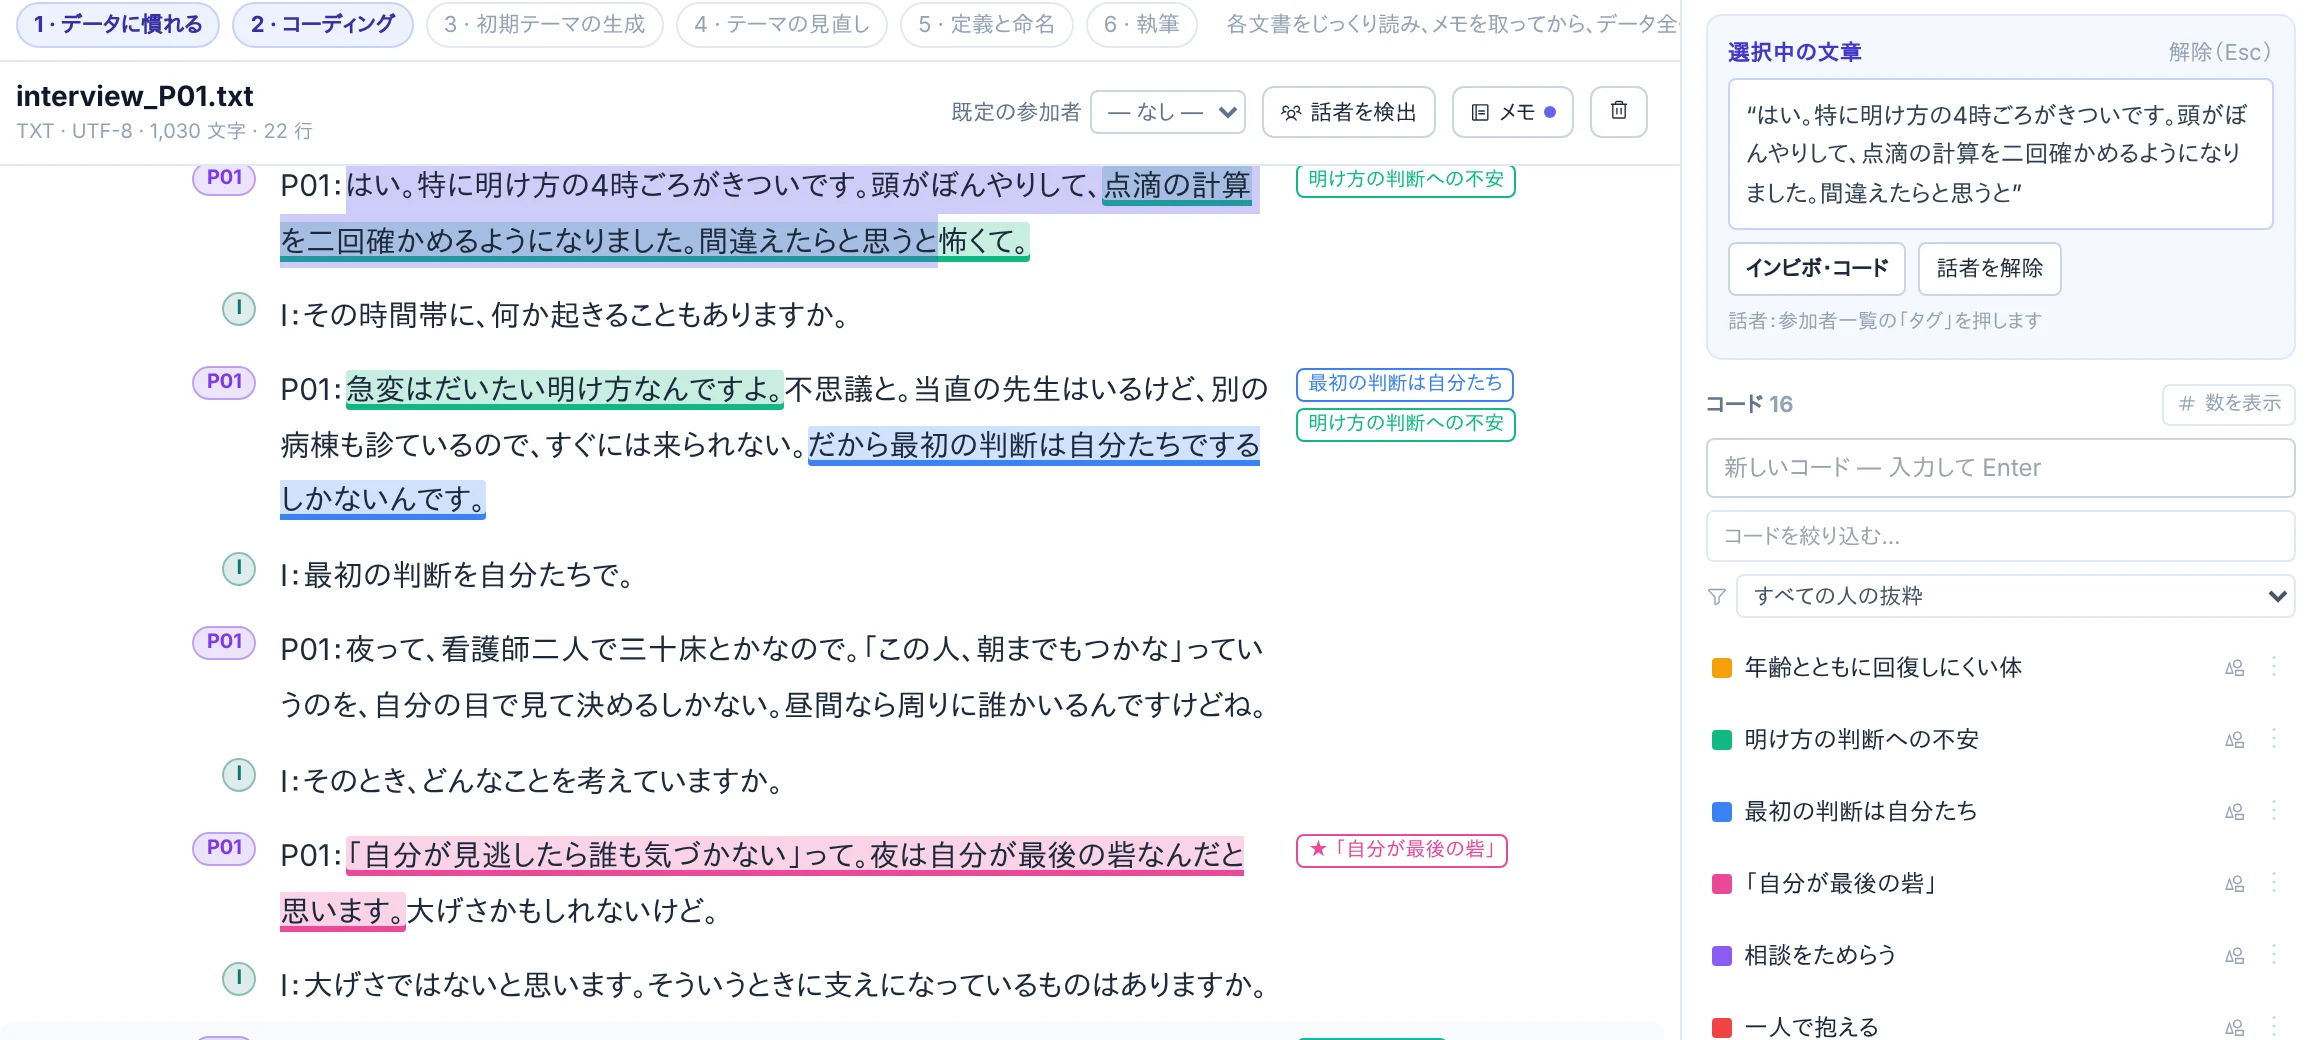 1 · データに慣れる
2 · コーディング
3 · 初期テーマの生成
4 · テーマの見直し
5 · 定義と命名
6 · 執筆
各文書をじっくり読み、メモを取ってから、データ全
interview_P01.txt
TXT · UTF-8 · 1,030 文字 · 22 行
既定の参加者
— なし —
話者を検出
メモ
P01
P01：はい。特に明け方の4時ごろがきついです。頭がぼんやりして、点滴の計算
を二回確かめるようになりました。間違えたらと思うと怖くて。
明け方の判断への不安
I
I：その時間帯に、何か起きることもありますか。
P01
P01：急変はだいたい明け方なんですよ。不思議と。当直の先生はいるけど、別の
病棟も診ているので、すぐには来られない。だから最初の判断は自分たちでする
しかないんです。
最初の判断は自分たち
明け方の判断への不安
I
I：最初の判断を自分たちで。
P01
P01：夜って、看護師二人で三十床とかなので。「この人、朝までもつかな」ってい
うのを、自分の目で見て決めるしかない。昼間なら周りに誰かいるんですけどね。
I
I：そのとき、どんなことを考えていますか。
P01
P01：「自分が見逃したら誰も気づかない」って。夜は自分が最後の砦なんだと
思います。大げさかもしれないけど。
★「自分が最後の砦」
I
I：大げさではないと思います。そういうときに支えになっているものはありますか。
選択中の文章
解除（Esc）
“はい。特に明け方の4時ごろがきついです。頭がぼ
んやりして、点滴の計算を二回確かめるようになり
ました。間違えたらと思うと”
インビボ・コード
話者を解除
話者：参加者一覧の「タグ」を押します
コード 16
# 数を表示
新しいコード — 入力して Enter
コードを絞り込む...
すべての人の抜粋
年齢とともに回復しにくい体
明け方の判断への不安
最初の判断は自分たち
「自分が最後の砦」
相談をためらう
一人で抱える